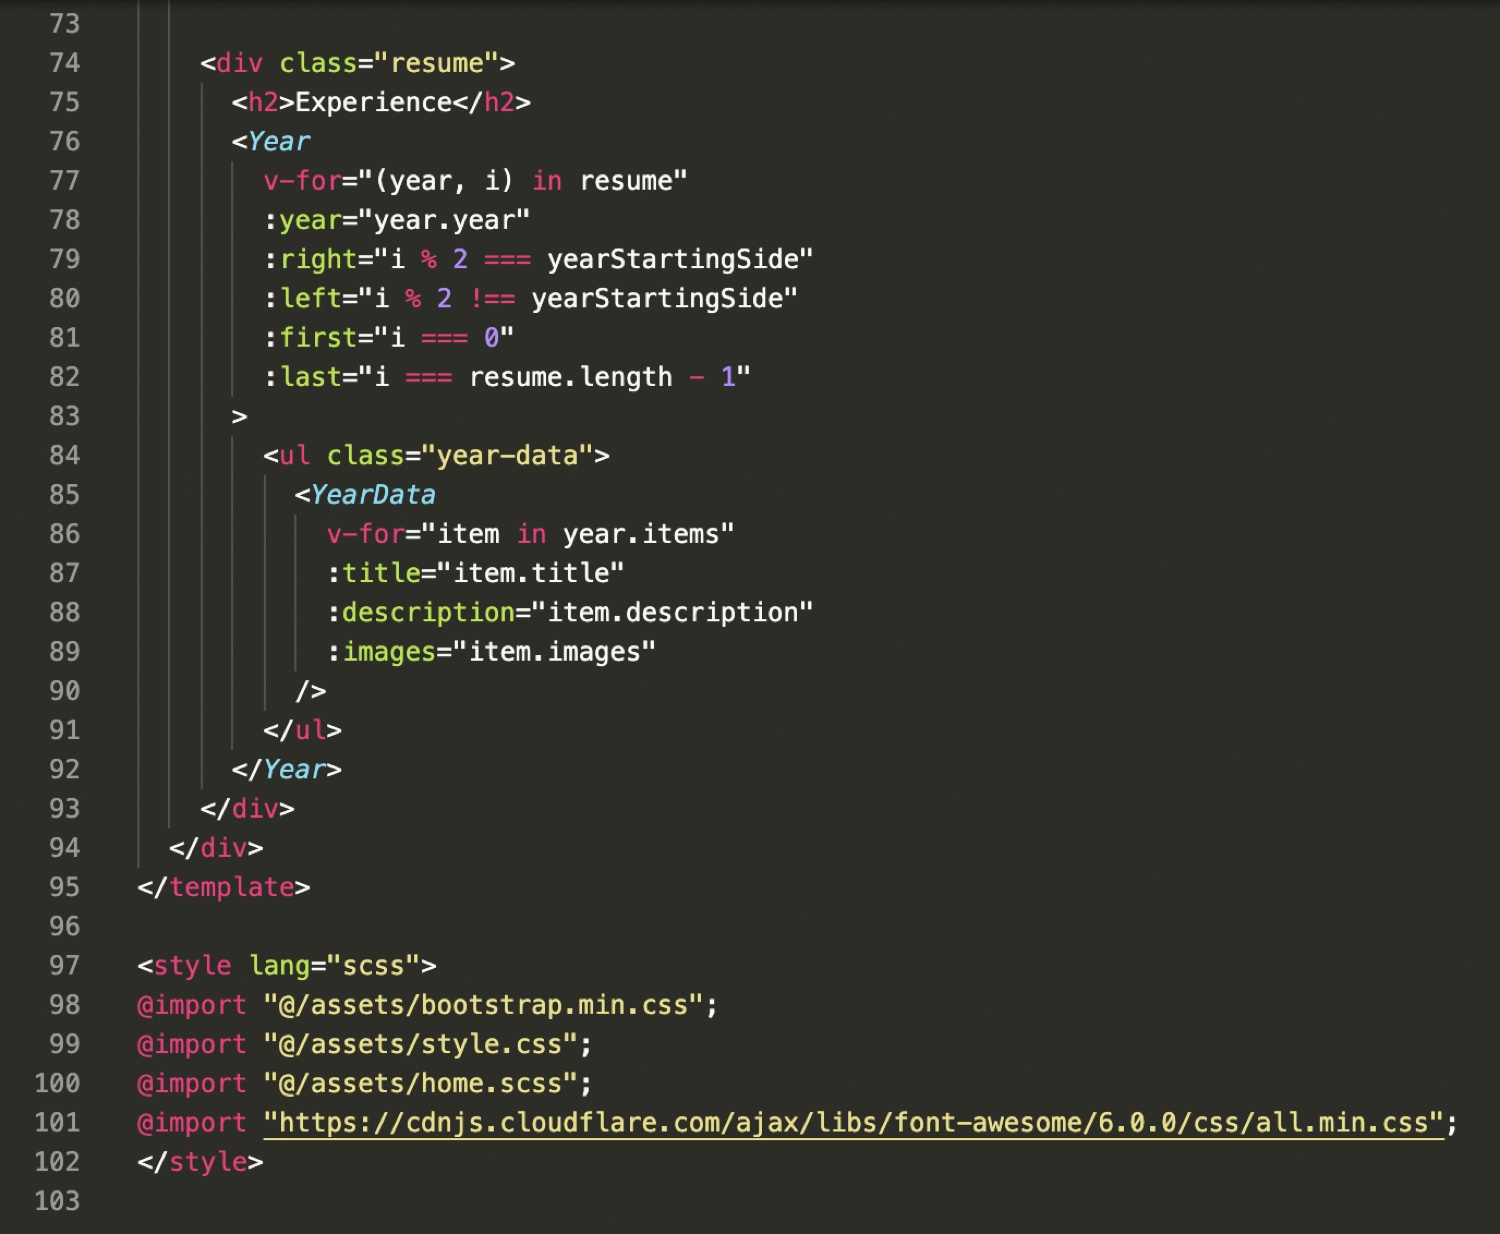 73
74 <div class="resume">
75 <h2>Experience</h2>
76 <Year
77 v-for="(year, i) in resume"
78 :year="year.year"
79 :right="i % 2 === yearStartingSide"
80 :left="i % 2 !== yearStartingSide"
81 :first="i === 0"
82 :last="i === resume.length - 1"
83 >
84 <ul class="year-data">
85 <YearData
86 v-for="item in year.items"
87 :title="item.title"
88 :description="item.description"
89 :images="item.images"
90 />
91 </ul>
92 </Year>
93 </div>
94 </div>
95 </template>
96
97 <style lang="scss">
98 @import "@/assets/bootstrap.min.css";
99 @import "@/assets/style.css";
100 @import "@/assets/home.scss";
101 @import "https://cdnjs.cloudflare.com/ajax/libs/font-awesome/6.0.0/css/all.min.css";
102 </style>
103